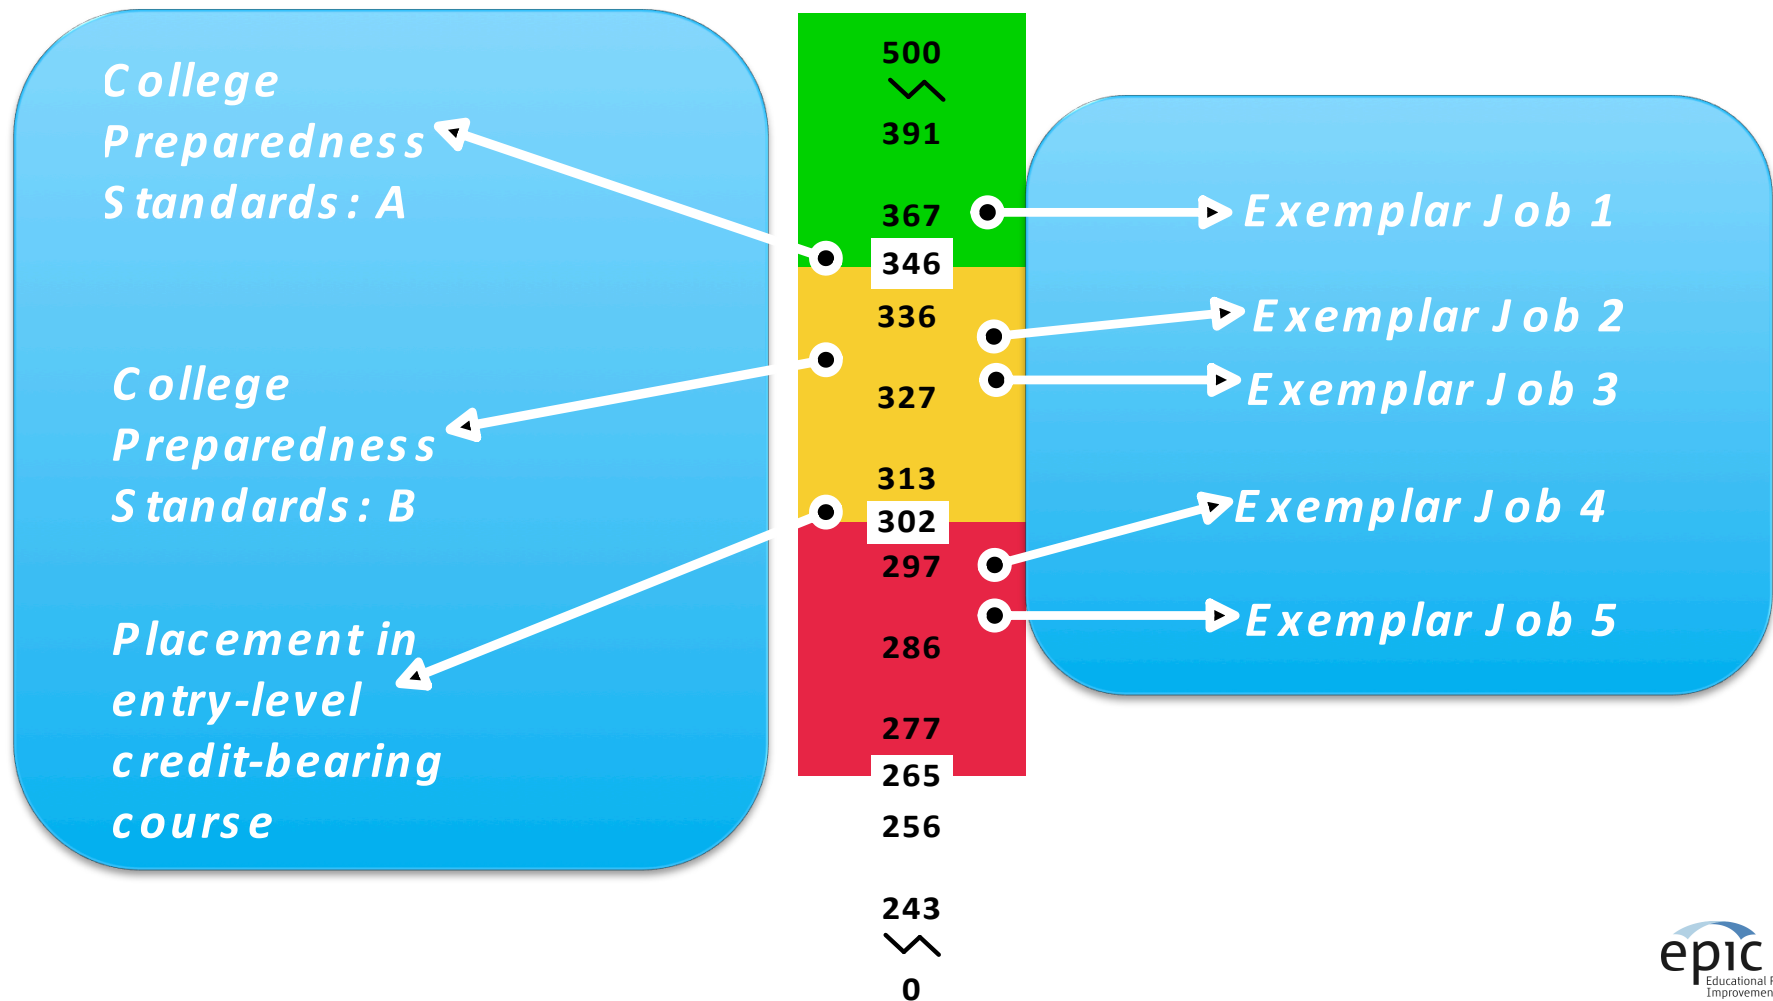 College
Preparedness
Standards: A
College
Preparedness
Standards: B
Placement in
entry-level
credit-bearing
course
500
391
367
346
336
327
313
302
297
286
277
265
256
243
0
Exemplar Job 1
Exemplar Job 2
Exemplar Job 3
Exemplar Job 4
Exemplar Job 5
epic
Educational
Improvement